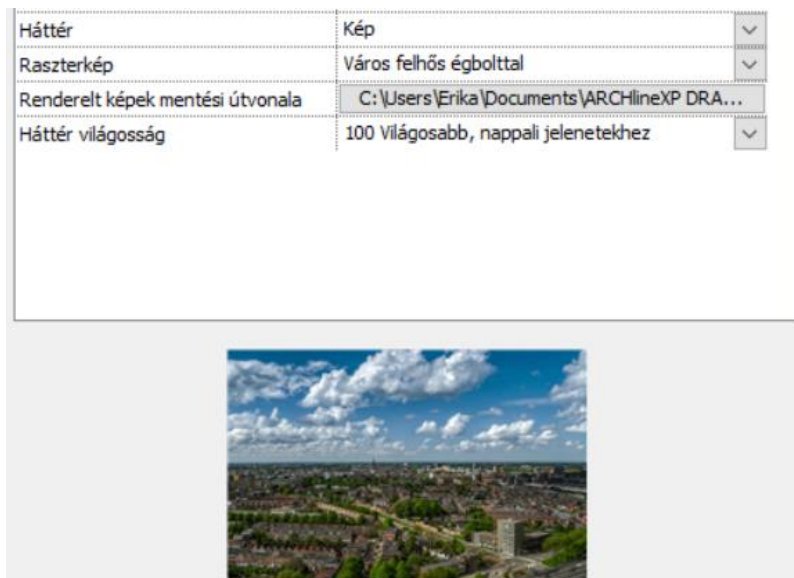 Háttér Kép
Raszterkép Város felhős égbolttal
Renderelt képek mentési útvonala C:\Users\Erika\Documents\ARCHlineXP DRA...
Háttér világosság 100 Világosabb, nappali jelenetekhez